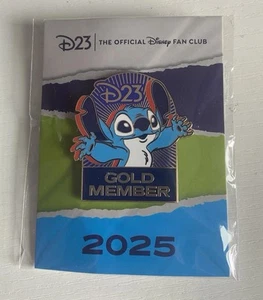 D23 | THE OFFICIAL Disney FAN CLUB
D23
GOLD
MEMBER
2025